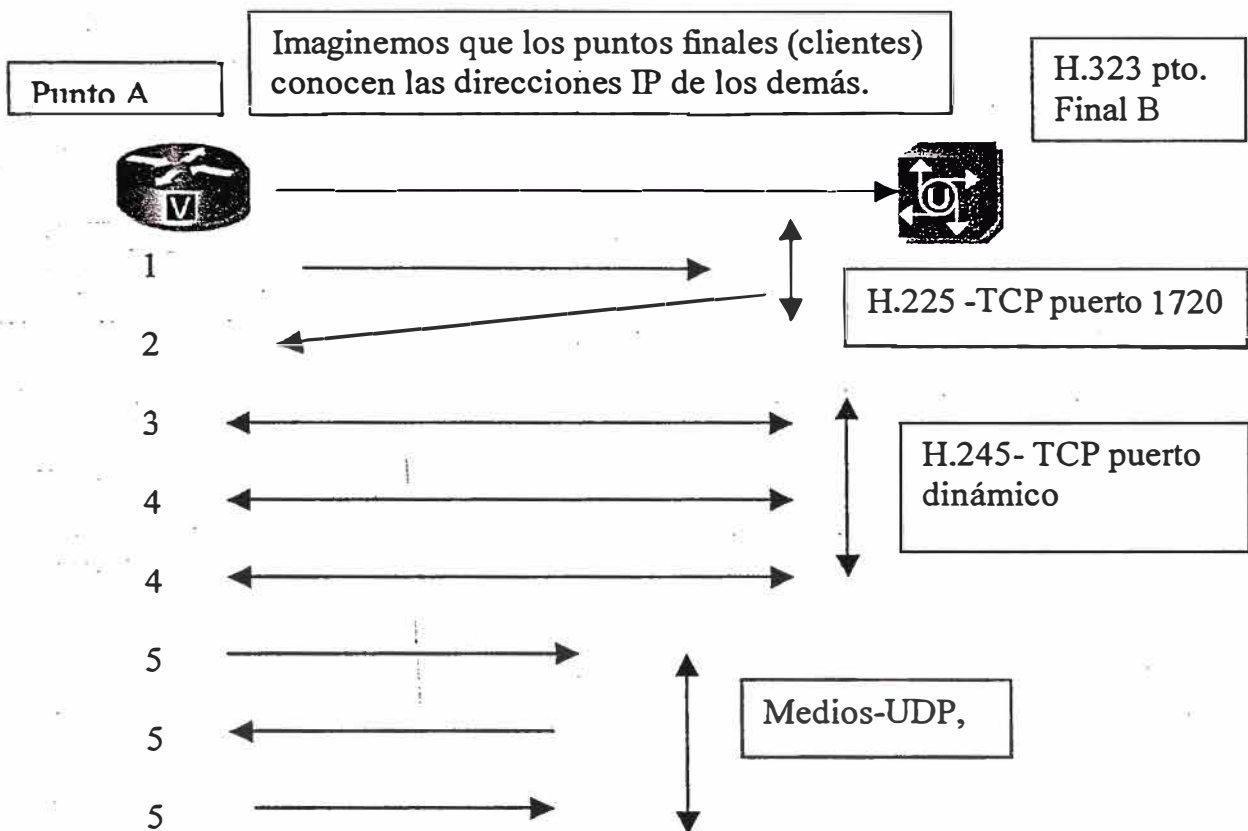 Imaginemos que los puntos finales (clientes)
conocen las direcciones IP de los demás.
Punto A
H.323 pto.
Final B
V
U
1
H.225 -TCP puerto 1720
2
3
H.245- TCP puerto
dinámico
4
4
5
Medios-UDP,
5
5